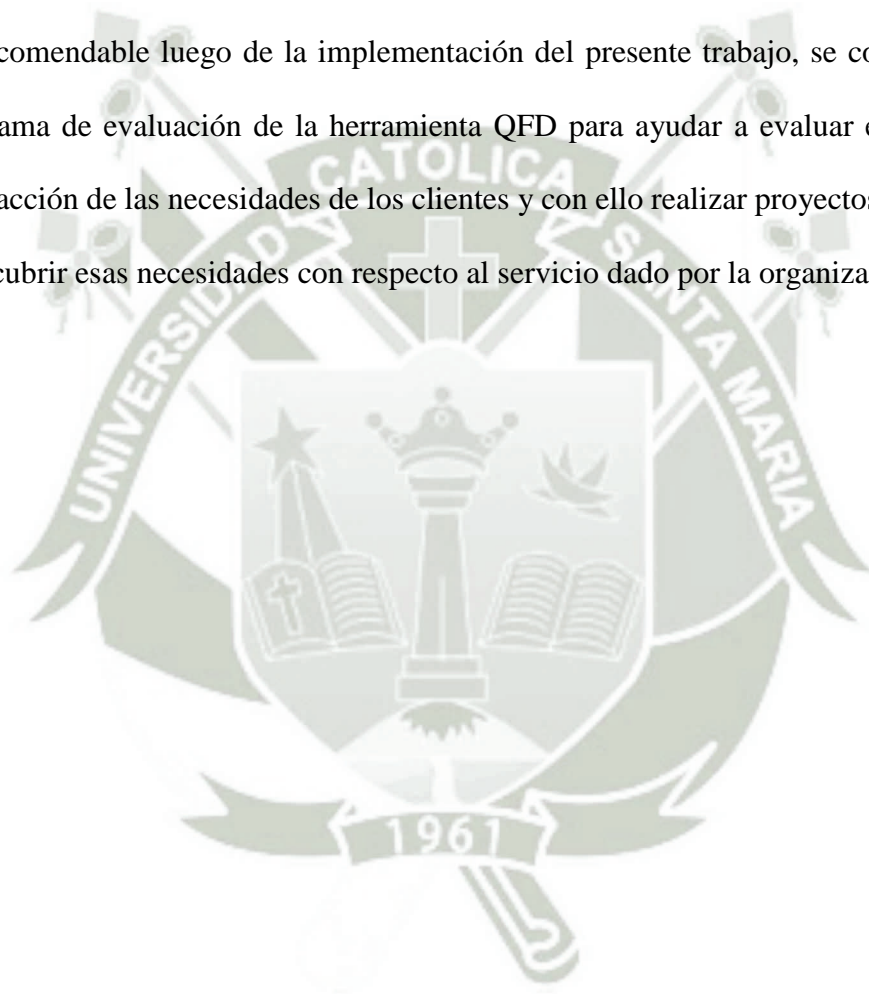 comendable luego de la implementación del presente trabajo, se co
ama de evaluación de la herramienta QFD para ayudar a evaluar e
acción de las necesidades de los clientes y con ello realizar proyectos
cubrir esas necesidades con respecto al servicio dado por la organiza
UNIVERSIDAD CATOLICA SANTA MARIA
1961